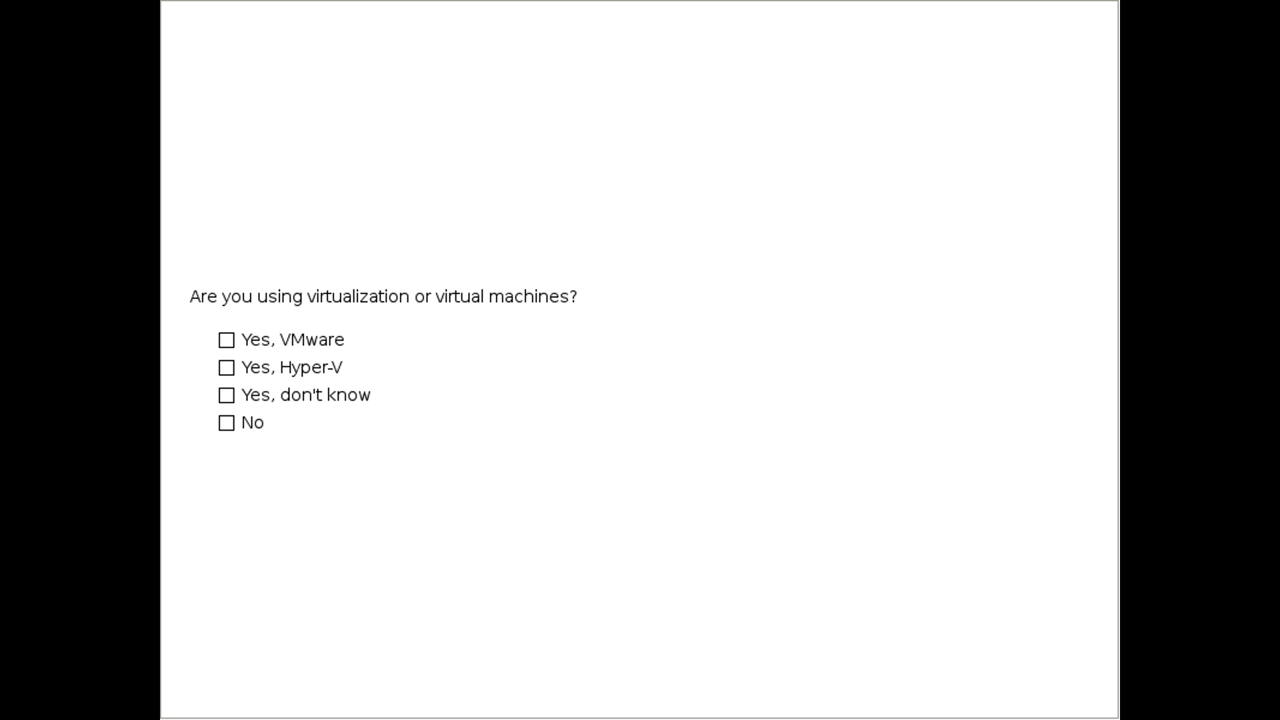 Are you using virtualization or virtual machines?
Yes, VMware
Yes, Hyper-V
Yes, don't know
No